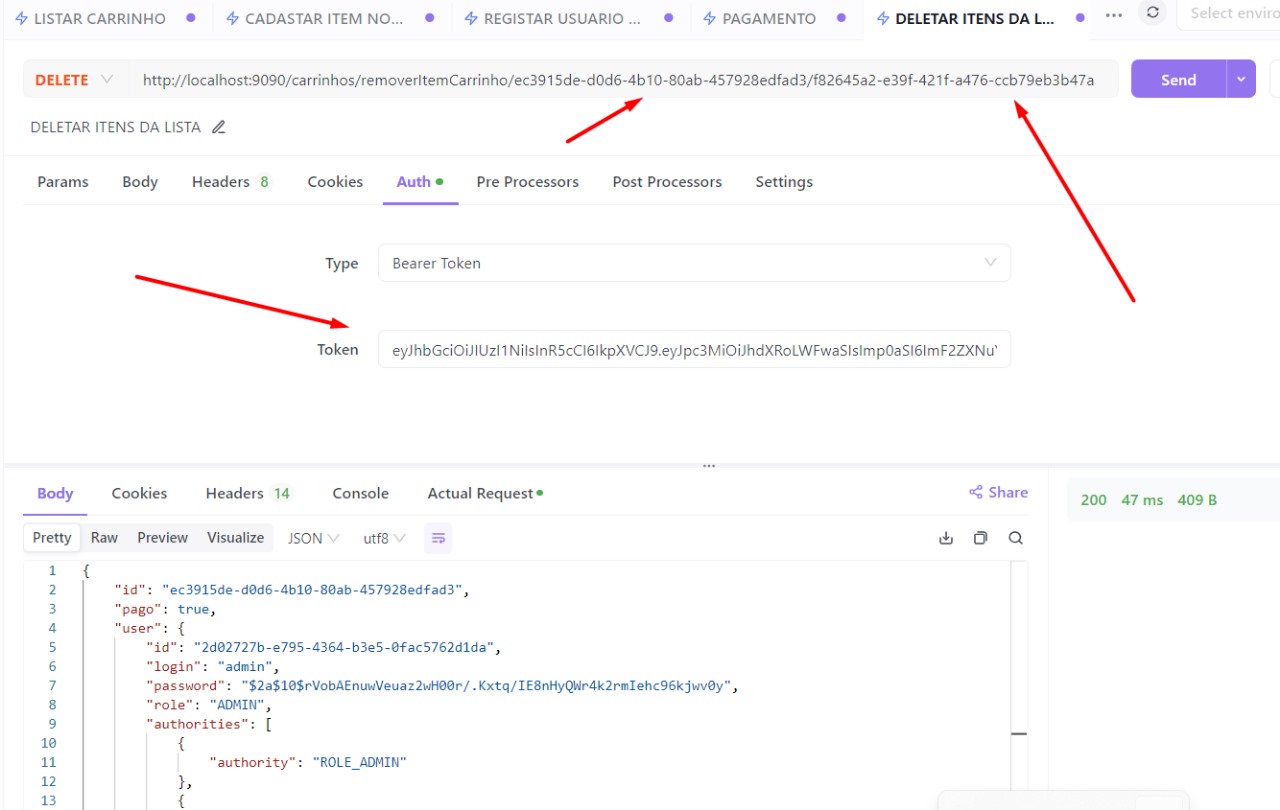 LISTAR CARRINHO CADASTAR ITEM NO... REGISTAR USUARIO ... PAGAMENTO DELETAR ITENS DA L... Select enviro
DELETE http://localhost:9090/carrinhos/removerItemCarrinho/ec3915de-d0d6-4b10-80ab-457928edfad3/f82645a2-e39f-421f-a476-ccb79eb3b47a Send
DELETAR ITENS DA LISTA
Params Body Headers 8 Cookies Auth Pre Processors Post Processors Settings
Type Bearer Token
Token eyJhbGciOiJIUzI1NiIsInR5cCI6IkpXVCJ9.eyJpc3MiOiJhdXRoLWFwaSIsImp0aSI6ImF2ZXNu
Body Cookies Headers 14 Console Actual Request Share
200 47 ms 409 B
Pretty Raw Preview Visualize JSON utf8
1 {
2 "id": "ec3915de-d0d6-4b10-80ab-457928edfad3",
3 "pago": true,
4 "user": {
5 "id": "2d02727b-e795-4364-b3e5-0fac5762d1da",
6 "login": "admin",
7 "password": "$2a$10$rVobAEnuwVeuaz2wH00r/.Kxtq/IE8nHyQWr4k2rmIehc96kjwv0y",
8 "role": "ADMIN",
9 "authorities": [
10 {
11 "authority": "ROLE_ADMIN"
12 },
13 {